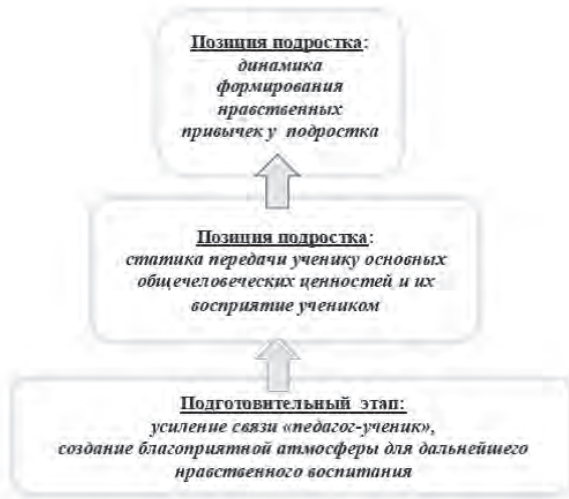 Позиция подростка:
динамика
формирования
нравственных
привычек у подростка
Позиция подростка:
статика передачи ученику основных
общечеловеческих ценностей и их
восприятие учеником
Подготовительный этап:
усиление связи «педагог-ученик»,
создание благоприятной атмосферы для дальнейшего
нравственного воспитания